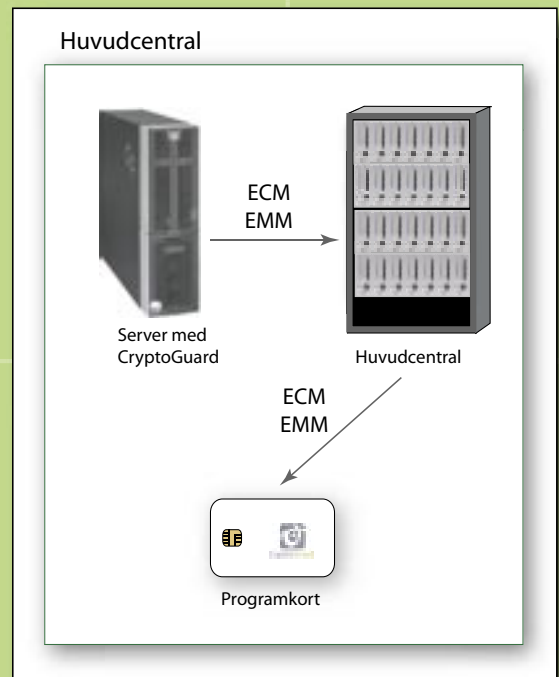 Huvudcentral
ECM
EMM
Server med
CryptoGuard
Huvudcentral
ECM
EMM
Programkort